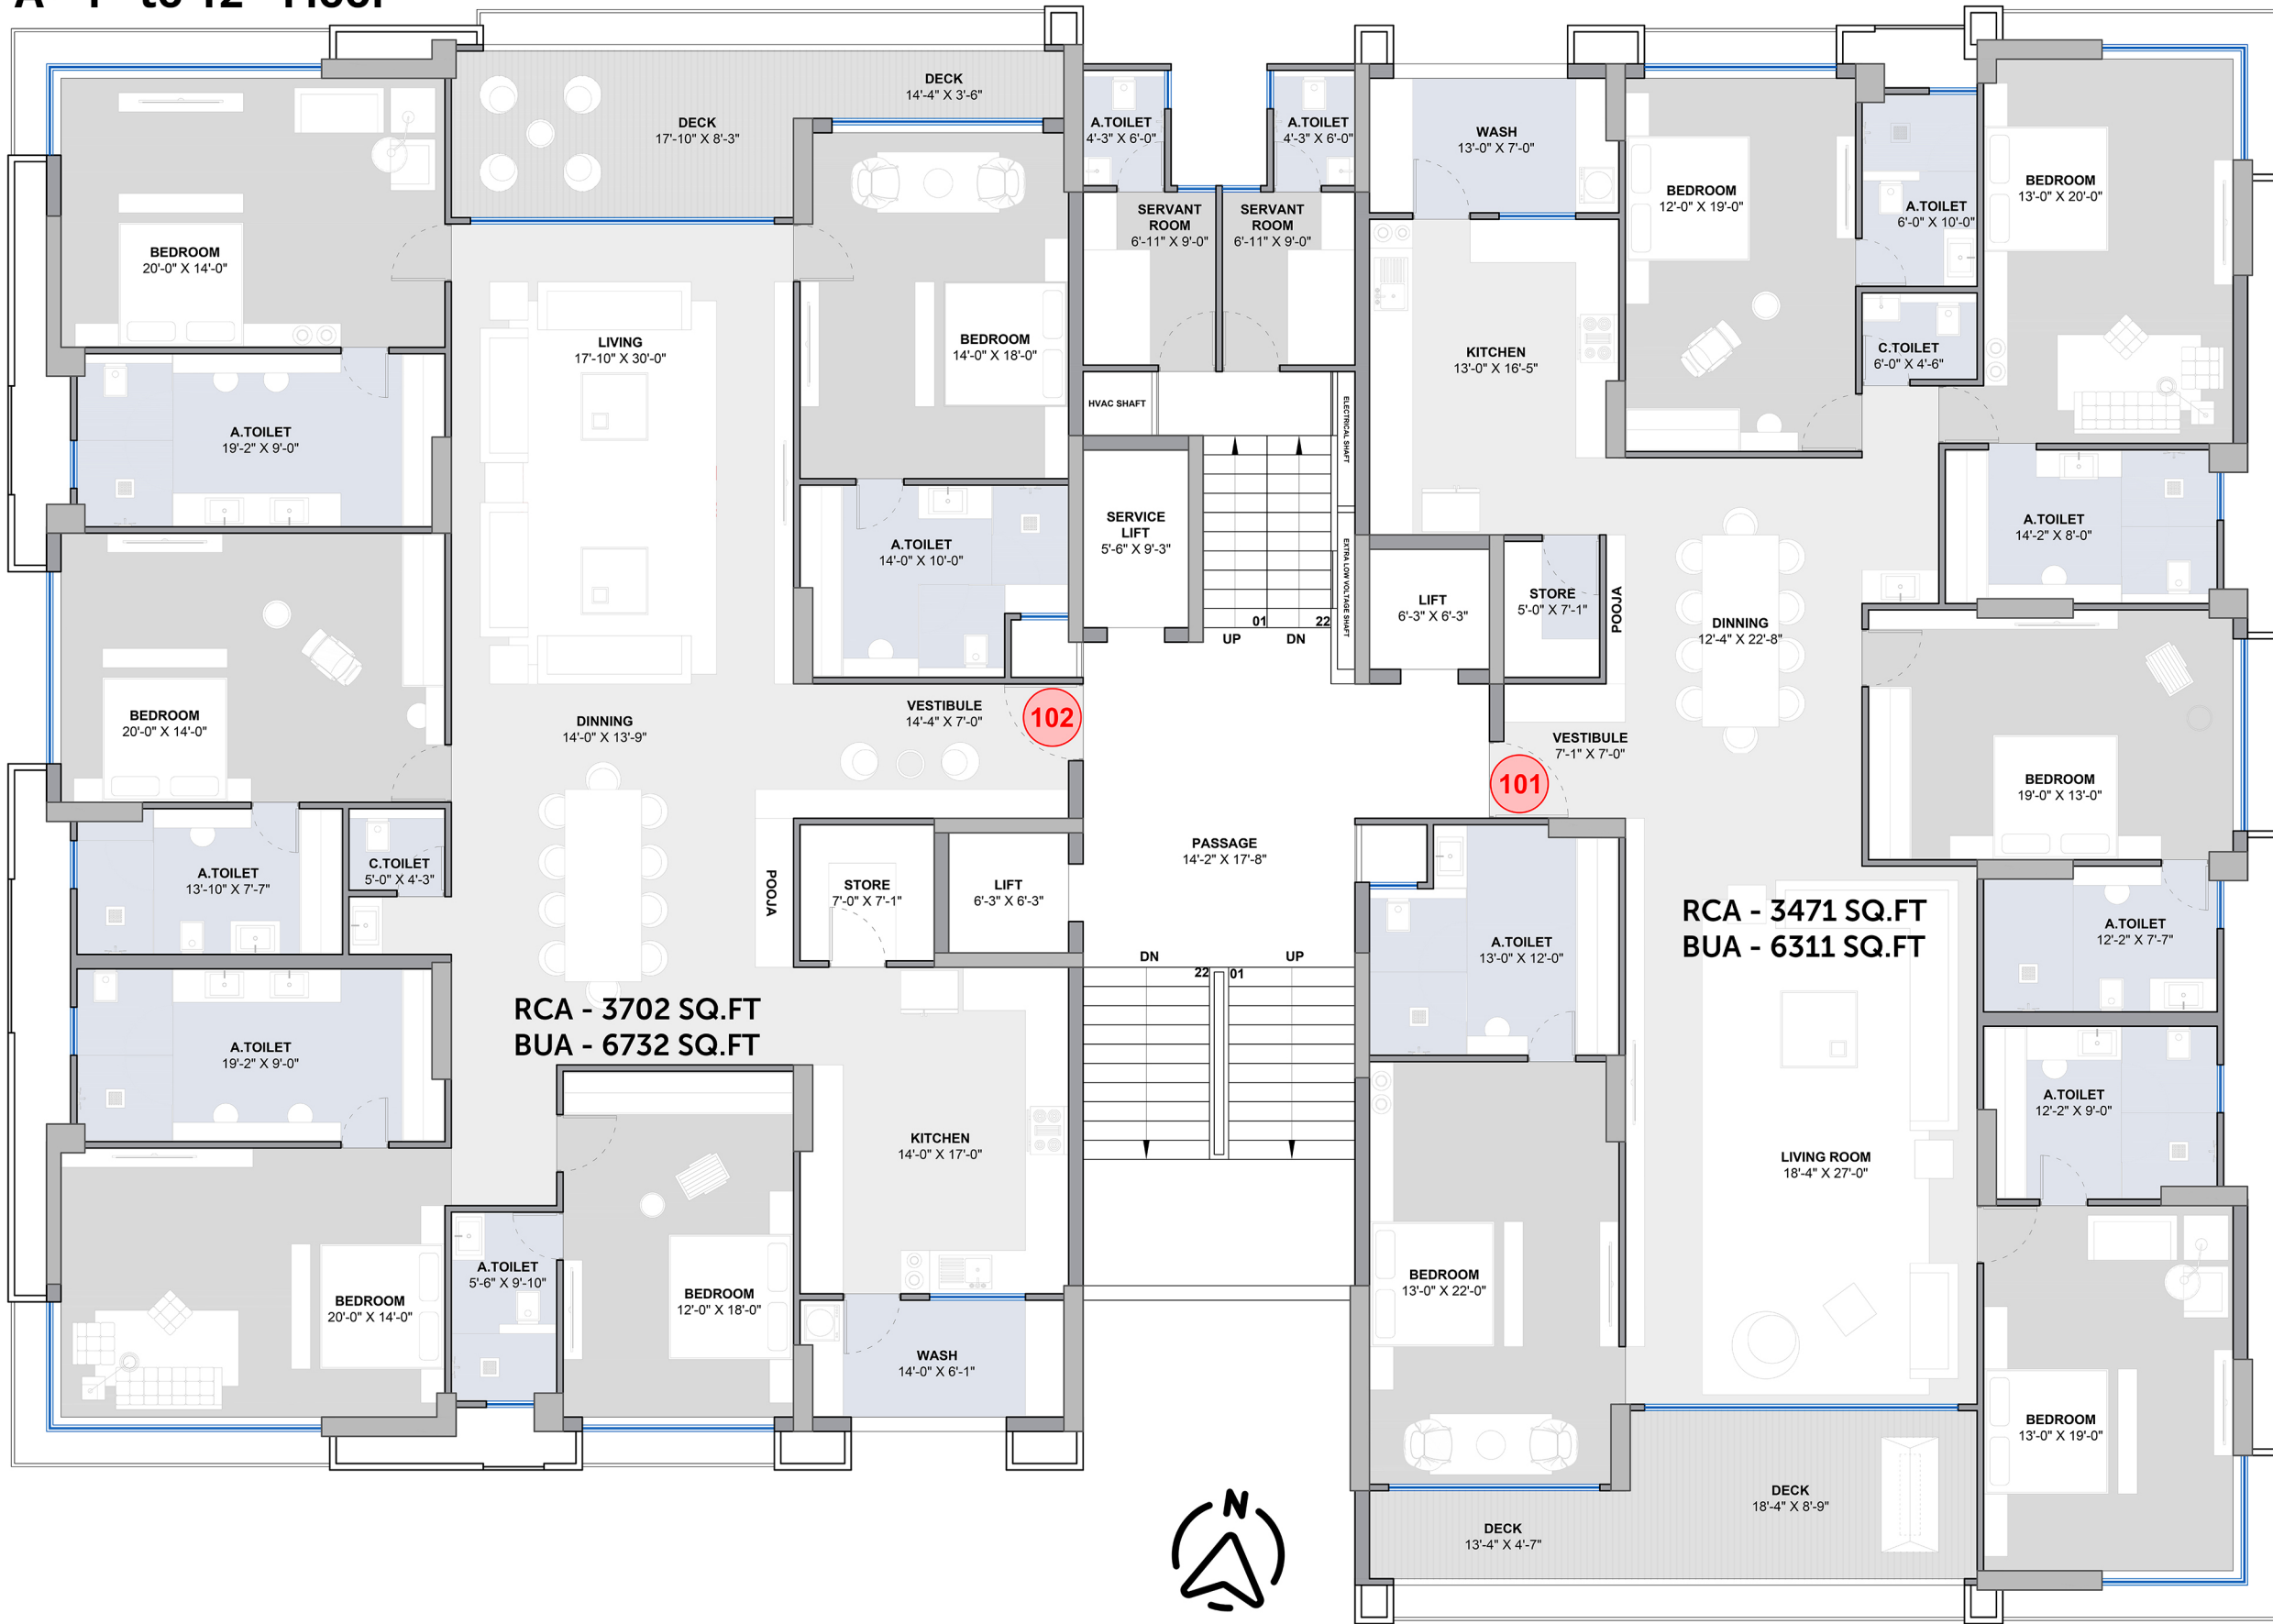 DECK
14'-4" X 3'-6"
DECK
17'-10" X 8'-3"
BEDROOM
20'-0" X 14'-0"
LIVING
17'-10" X 30'-0"
BEDROOM
14'-0" X 18'-0"
A.TOILET
19'-2" X 9'-0"
A.TOILET
14'-0" X 10'-0"
BEDROOM
20'-0" X 14'-0"
DINNING
14'-0" X 13'-9"
VESTIBULE
14'-4" X 7'-0"
102
A.TOILET
13'-10" X 7'-7"
C.TOILET
5'-0" X 4'-3"
POOJA
STORE
7'-0" X 7'-1"
LIFT
6'-3" X 6'-3"
RCA - 3702 SQ.FT
BUA - 6732 SQ.FT
A.TOILET
19'-2" X 9'-0"
KITCHEN
14'-0" X 17'-0"
BEDROOM
20'-0" X 14'-0"
A.TOILET
5'-6" X 9'-10"
BEDROOM
12'-0" X 18'-0"
WASH
14'-0" X 6'-1"
A.TOILET
4'-3" X 6'-0"
A.TOILET
4'-3" X 6'-0"
SERVANT
ROOM
6'-11" X 9'-0"
SERVANT
ROOM
6'-11" X 9'-0"
HVAC SHAFT
ELECTRICAL SHAFT
SERVICE
LIFT
5'-6" X 9'-3"
EXTRA LOW VOLTAGE SHAFT
01
22
UP
DN
PASSAGE
14'-2" X 17'-8"
DN
UP
22
01
N
WASH
13'-0" X 7'-0"
BEDROOM
12'-0" X 19'-0"
A.TOILET
6'-0" X 10'-0"
BEDROOM
13'-0" X 20'-0"
KITCHEN
13'-0" X 16'-5"
C.TOILET
6'-0" X 4'-6"
A.TOILET
14'-2" X 8'-0"
LIFT
6'-3" X 6'-3"
STORE
5'-0" X 7'-1"
POOJA
DINNING
12'-4" X 22'-8"
VESTIBULE
7'-1" X 7'-0"
101
BEDROOM
19'-0" X 13'-0"
RCA - 3471 SQ.FT
BUA - 6311 SQ.FT
A.TOILET
12'-2" X 7'-7"
A.TOILET
13'-0" X 12'-0"
A.TOILET
12'-2" X 9'-0"
LIVING ROOM
18'-4" X 27'-0"
BEDROOM
13'-0" X 22'-0"
BEDROOM
13'-0" X 19'-0"
DECK
18'-4" X 8'-9"
DECK
13'-4" X 4'-7"